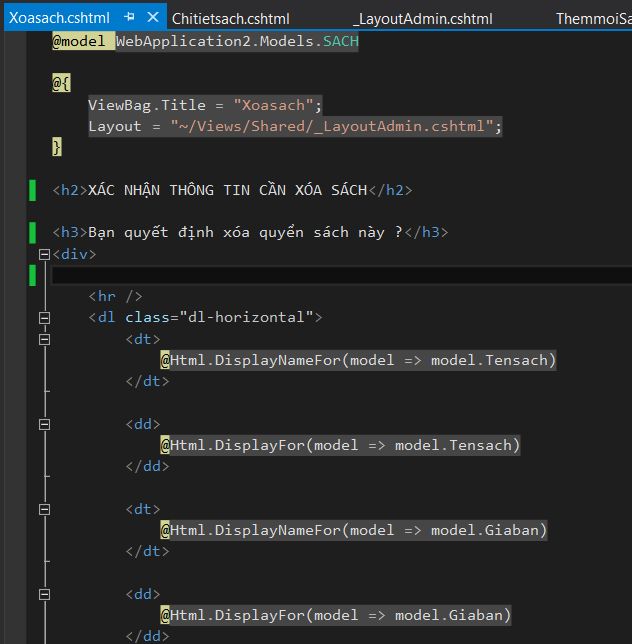 Xoasach.cshtml Chitietsach.cshtml _LayoutAdmin.cshtml ThemmoiSa
@model WebApplication2.Models.SACH
@{
ViewBag.Title = "Xoasach";
Layout = "~/Views/Shared/_LayoutAdmin.cshtml";
}
<h2>XÁC NHẬN THÔNG TIN CẦN XÓA SÁCH</h2>
<h3>Bạn quyết định xóa quyển sách này ?</h3>
<div>
<hr />
<dl class="dl-horizontal">
<dt>
@Html.DisplayNameFor(model => model.Tensach)
</dt>
<dd>
@Html.DisplayFor(model => model.Tensach)
</dd>
<dt>
@Html.DisplayNameFor(model => model.Giaban)
</dt>
<dd>
@Html.DisplayFor(model => model.Giaban)
</dd>